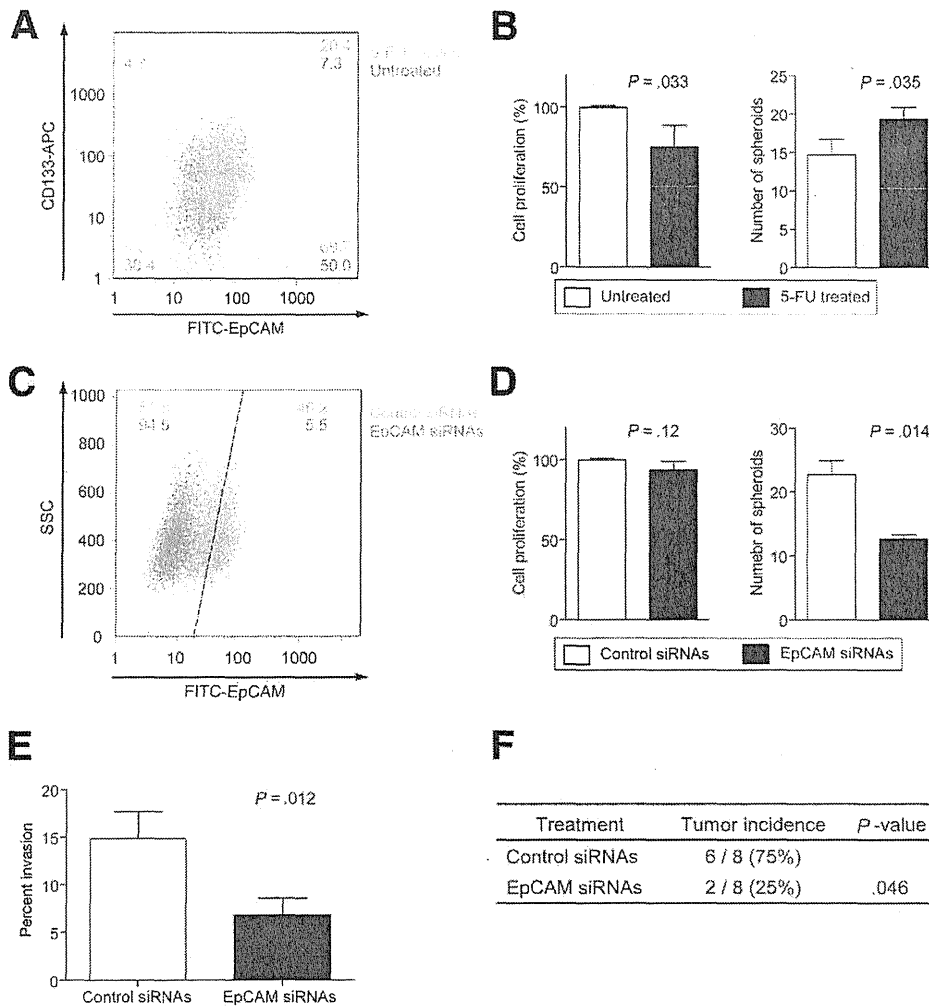 A
CD133-APC
1000
100
10
1
7.3
Untreated
50.0
1 10 100 1000
FITC-EpCAM
B
P = .033
Cell proliferation (%)
100
50
0
P = .035
Number of spheroids
25
20
15
10
5
0
Untreated 5-FU treated
C
SSC
1000
800
600
400
200
0
94.5
5.5
EpCAM siRNAs
1 10 100 1000
FITC-EpCAM
D
P = .12
Cell proliferation (%)
100
50
0
P = .014
Numebr of spheroids
30
20
10
0
Control siRNAs EpCAM siRNAs
E
P = .012
Percent invasion
20
15
10
5
0
Control siRNAs EpCAM siRNAs
F
Treatment Tumor incidence P-value
Control siRNAs 6 / 8 (75%)
EpCAM siRNAs 2 / 8 (25%) .046